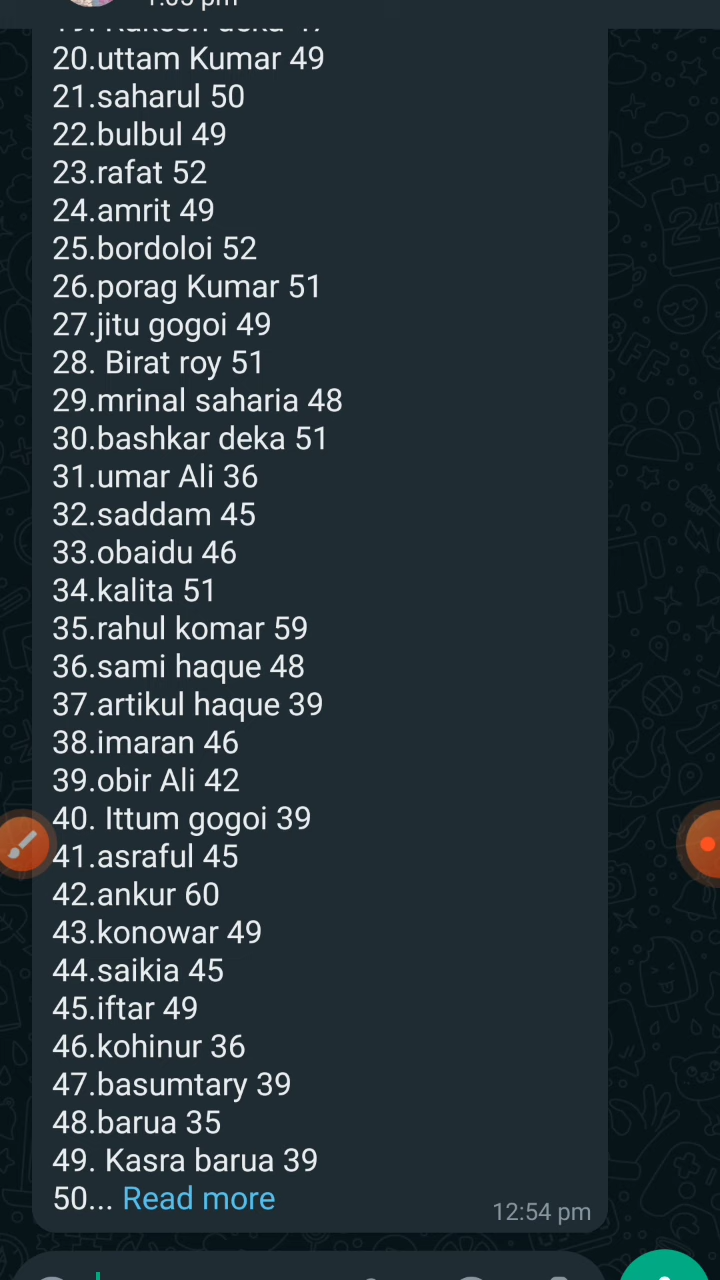 1:05 pm
20.uttam Kumar 49
21.saharul 50
22.bulbul 49
23.rafat 52
24.amrit 49
25.bordoloi 52
26.porag Kumar 51
27.jitu gogoi 49
28. Birat roy 51
29.mrinal saharia 48
30.bashkar deka 51
31.umar Ali 36
32.saddam 45
33.obaidu 46
34.kalita 51
35.rahul komar 59
36.sami haque 48
37.artikul haque 39
38.imaran 46
39.obir Ali 42
40. Ittum gogoi 39
41.asraful 45
42.ankur 60
43.konowar 49
44.saikia 45
45.iftar 49
46.kohinur 36
47.basumtary 39
48.barua 35
49. Kasra barua 39
50... Read more
12:54 pm